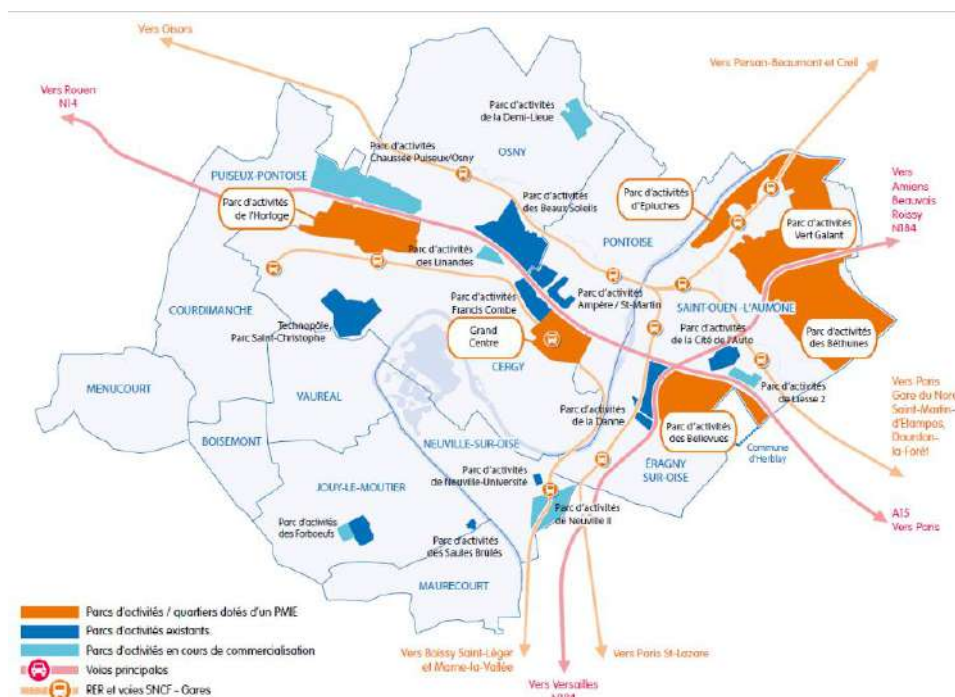 Vers Gisors
Vers Persan-Beaumont et Creil
Vers Rouen
N14
Parc d'activités
de la Demi-Lieue
OSNY
Parc d'activités
Chaussée Puiseux/Osny
PUISEUX-PONTOISE
Parc d'activités
de l'Horloge
Parc d'activités
des Beaux Soleils
Parc d'activités
d'Epluches
Vers
Amiens
Beauvais
Roissy
N184
PONTOISE
Parc d'activités
Vert Galant
Parc d'activités
des Linandes
Parc d'activités
Ampère / St-Martin
SAINT-OUEN-L'AUMONE
COURDIMANCHE
Parc d'activités
Francis Combe
Technopôle,
Parc Saint-Christophe
Grand
Centre
Parc d'activités
de la Cité de l'Auto
Parc d'activités
des Béthunes
CERGY
MENUCOURT
VAURÉAL
Parc d'activités
de Liesse 2
Vers Paris
Gare du Nord
Saint-Martin-
d'Etampes,
Dourdan-
la-Forêt
Parc d'activités
de la Danne
Parc d'activités
des Bellevues
BOISEMONT
NEUVILLE-SUR-OISE
Commune
d'Herblay
ÉRAGNY
SUR-OISE
Parc d'activités
de Neuville-Université
JOUY-LE-MOUTIER
Parc d'activités
de Neuville II
A15
Vers Paris
Parc d'activités
des Forboeufs
Parc d'activités
des Saules Brûlés
MAURECOURT
Parcs d'activités / quartiers dotés d'un PMIE
Parcs d'activités existants
Parcs d'activités en cours de commercialisation
Voies principales
RER et voies SNCF - Gares
Vers Boissy Saint-Léger
et Marne-la-Vallée
Vers Paris St-Lazare
Vers Versailles